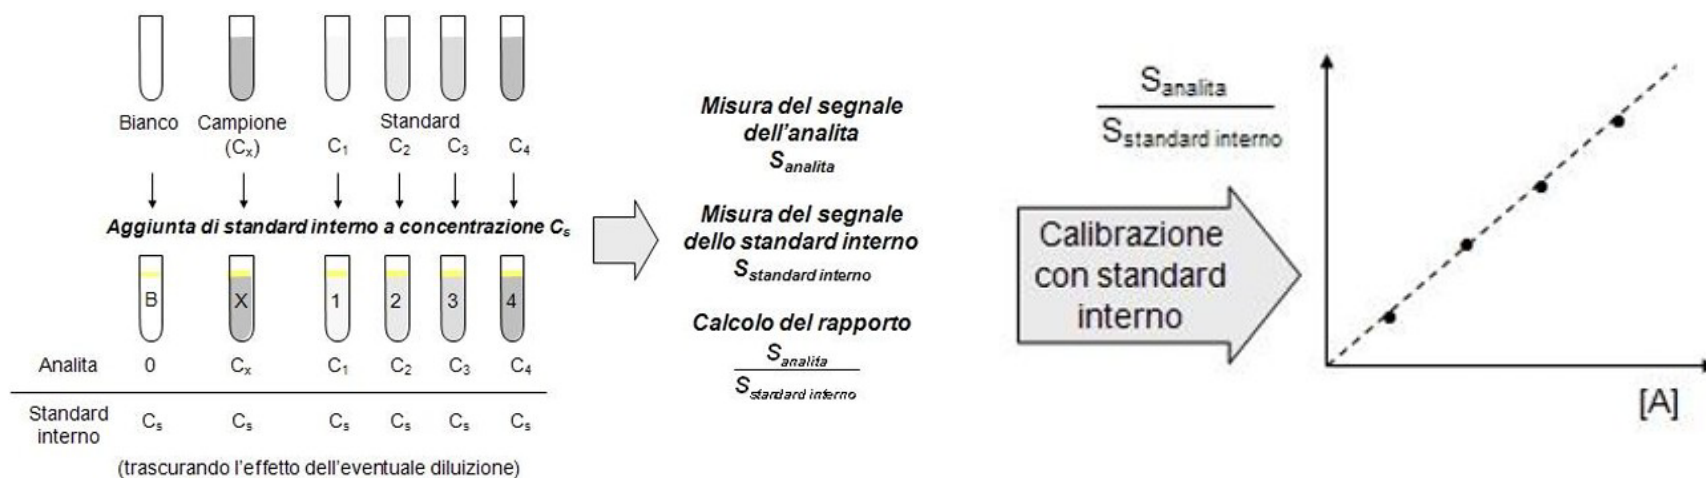 Bianco Campione Standard
(Cx) C1 C2 C3 C4
Aggiunta di standard interno a concentrazione Cs
B X 1 2 3 4
Analita 0 Cx C1 C2 C3 C4
Standard
interno Cs Cs Cs Cs Cs Cs
(trascurando l'effetto dell'eventuale diluizione)
Misura del segnale
dell'analita
Sanalita
Misura del segnale
dello standard interno
Sstandard interno
Calcolo del rapporto
Sanalita
Sstandard interno
Sanalita
Sstandard interno
Calibrazione
con standard
interno
[A]